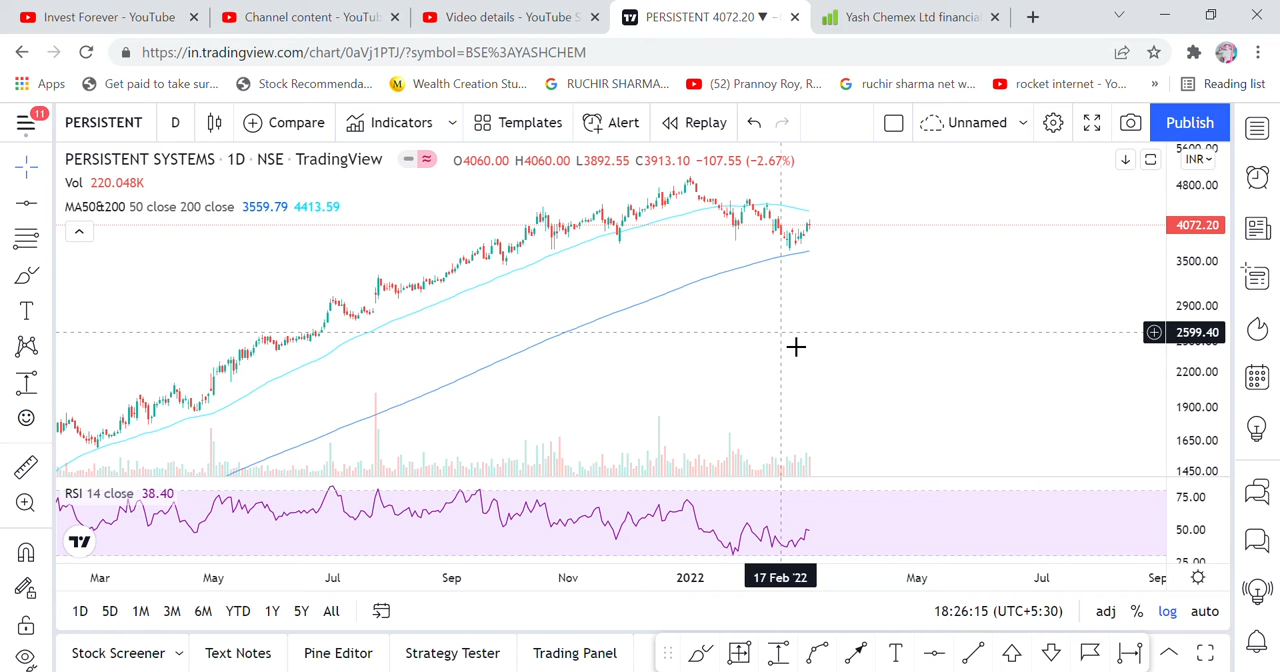 Invest Forever - YouTube
Channel content - YouTub
Video details - YouTube S
PERSISTENT 4072.20 ▼ −
Yash Chemex Ltd financia
https://in.tradingview.com/chart/0aVj1PTJ/?symbol=BSE%3AYASHCHEM
Apps Get paid to take sur... Stock Recommenda... Wealth Creation Stu... RUCHIR SHARMA... (52) Prannoy Roy, R... ruchir sharma net w... rocket internet - Yo... » Reading list
11
PERSISTENT D Compare Indicators Templates Alert Replay Unnamed Publish
PERSISTENT SYSTEMS · 1D · NSE · TradingView O4060.00 H4060.00 L3892.55 C3913.10 −107.55 (−2.67%)
INR
Vol 220.048K
MA50&200 50 close 200 close 3559.79 4413.59
5600.00
4800.00
4072.20
3500.00
2900.00
2599.40
2200.00
1900.00
1650.00
1450.00
RSI 14 close 38.40
75.00
50.00
25.00
Mar May Jul Sep Nov 2022 17 Feb '22 May Jul Sep
1D 5D 1M 3M 6M YTD 1Y 5Y All 18:26:15 (UTC+5:30) adj % log auto
Stock Screener Text Notes Pine Editor Strategy Tester Trading Panel